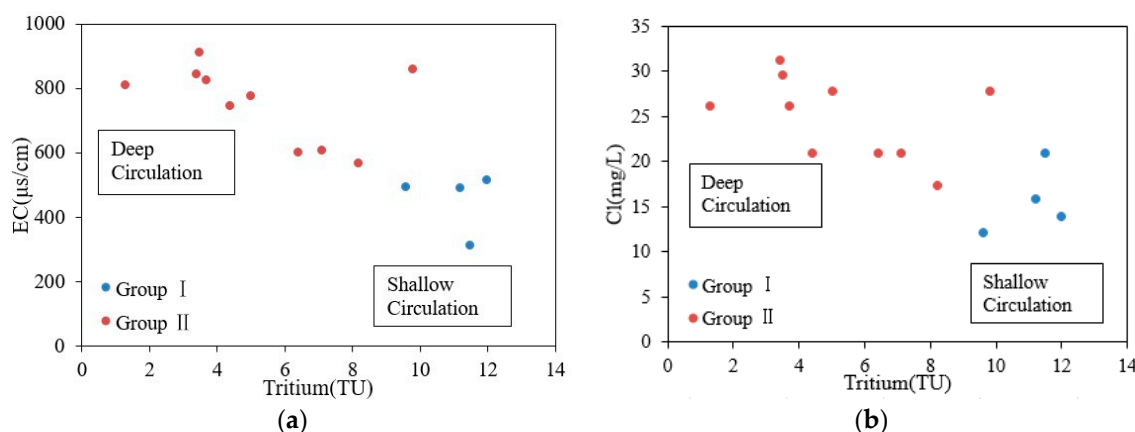 1000
800
600
400
200
0
EC(μs/cm)
Deep
Circulation
Shallow
Circulation
Group Ⅰ
Group Ⅱ
0 2 4 6 8 10 12 14
Tritium(TU)
(a)
35
30
25
20
15
10
5
0
Cl(mg/L)
Deep
Circulation
Shallow
Circulation
Group Ⅰ
Group Ⅱ
0 2 4 6 8 10 12 14
Tritium(TU)
(b)